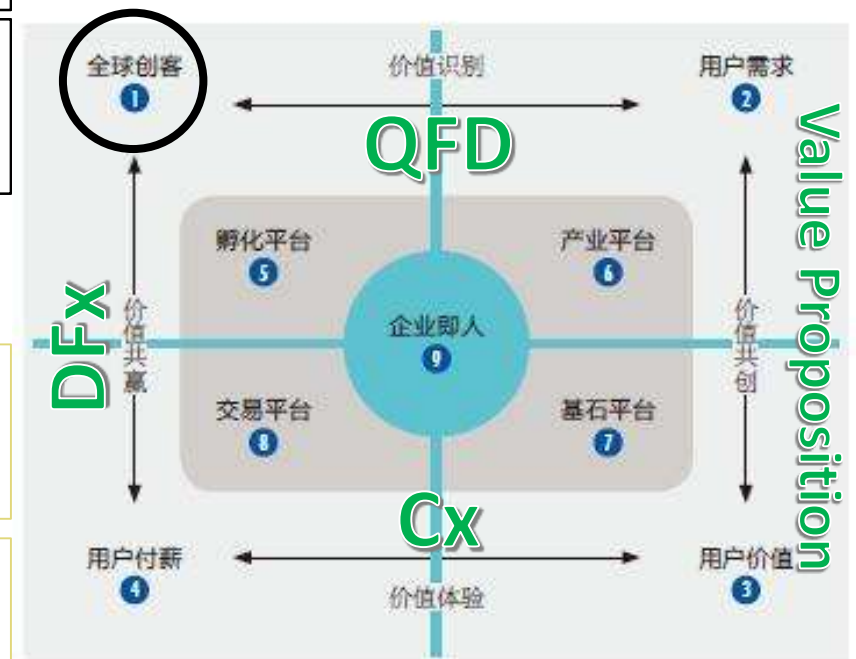 全球创客
1
价值识别
用户需求
2
QFD
Value Proposition
孵化平台
5
产业平台
6
DFx
价值共赢
企业即人
9
价值共创
交易平台
8
基石平台
7
Cx
用户付薪
4
价值体验
用户价值
3